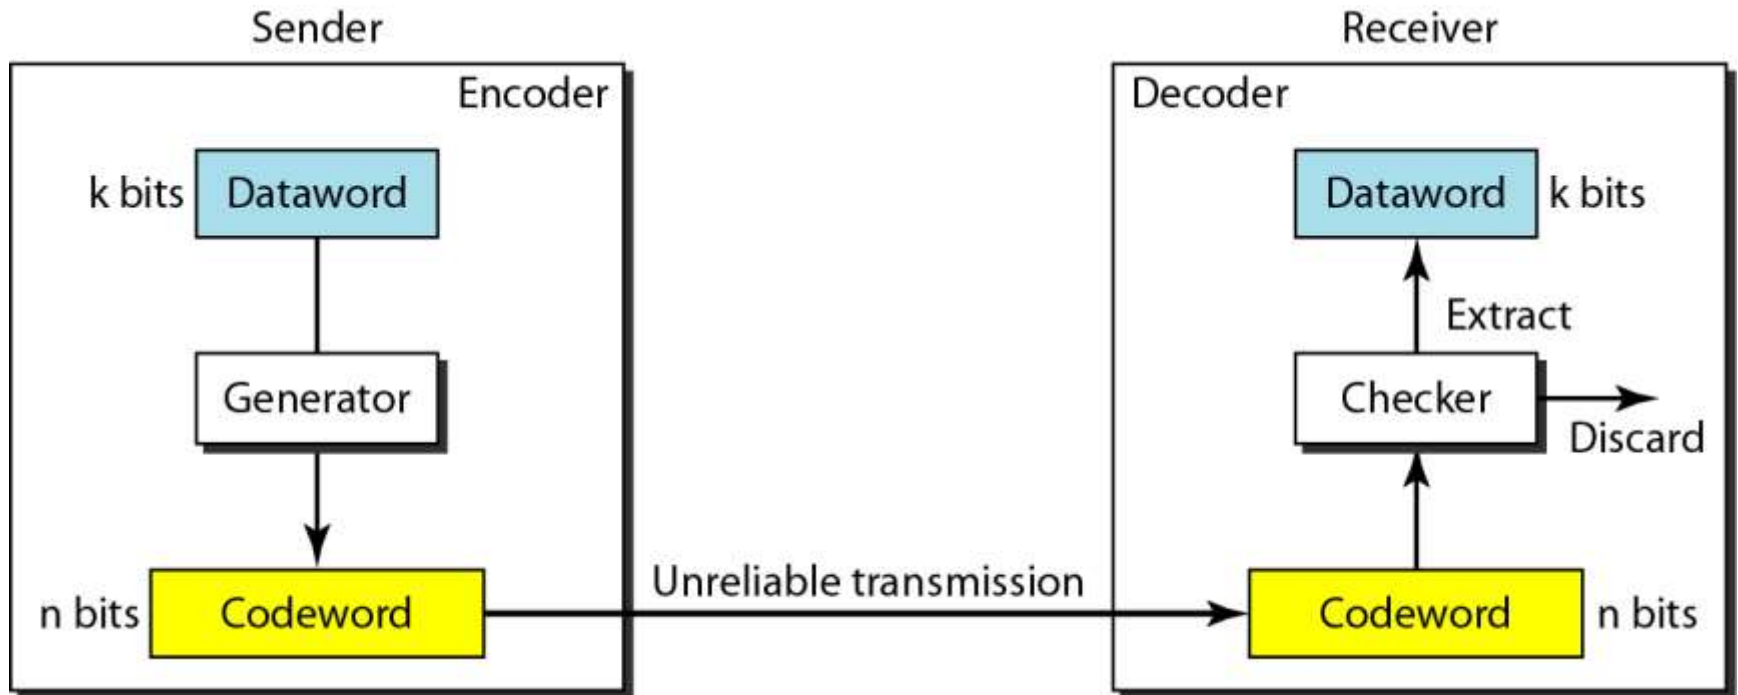 Sender
Receiver
Encoder
Decoder
k bits
Dataword
Dataword
k bits
Extract
Generator
Checker
Discard
Unreliable transmission
n bits
Codeword
Codeword
n bits